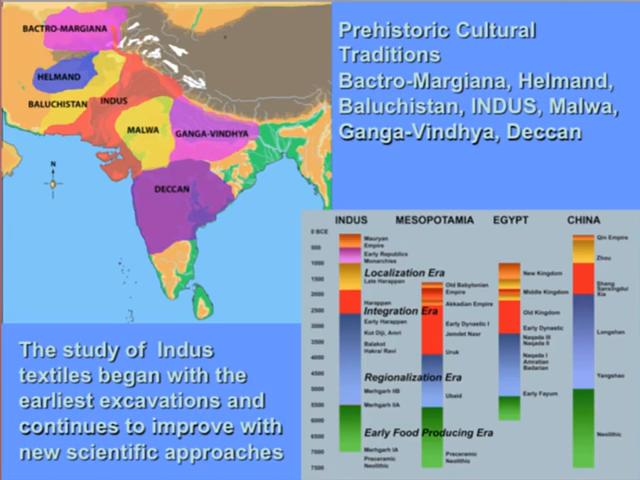 BACTRO-MARGIANA
HELMAND
BALUCHISTAN
INDUS
MALWA
GANGA-VINDHYA
N
DECCAN
Prehistoric Cultural
Traditions
Bactro-Margiana, Helmand,
Baluchistan, INDUS, Malwa,
Ganga-Vindhya, Deccan
INDUS MESOPOTAMIA EGYPT CHINA
0 BCE
500
1000
1500
2000
2500
3000
3500
4000
4500
5000
5500
6000
6500
7000
7500
Mauryan
Empire
Early Republics
Monarchies
Localization Era
Late Harappan
Harappan
Integration Era
Early Harappan
Kot Diji, Amri
Balakot
Hakra/ Ravi
Regionalization Era
Merhgarh IIB
Merhgarh IIA
Early Food Producing Era
Merhgarh IA
Preceramic
Neolithic
Old Babylonian
Empire
Akkadian Empire
Early Dynastic I
Jemdet Nasr
Uruk
Ubaid
Preceramic
Neolithic
New Kingdom
Middle Kingdom
Old Kingdom
Early Dynastic
Naqada III
Naqada II
Naqada I
Amratian
Badarian
Early Fayum
Qin Empire
Zhou
Shang
Sanxingdui
Xia
Longshan
Yangshao
Neolithic
The study of Indus
textiles began with the
earliest excavations and
continues to improve with
new scientific approaches